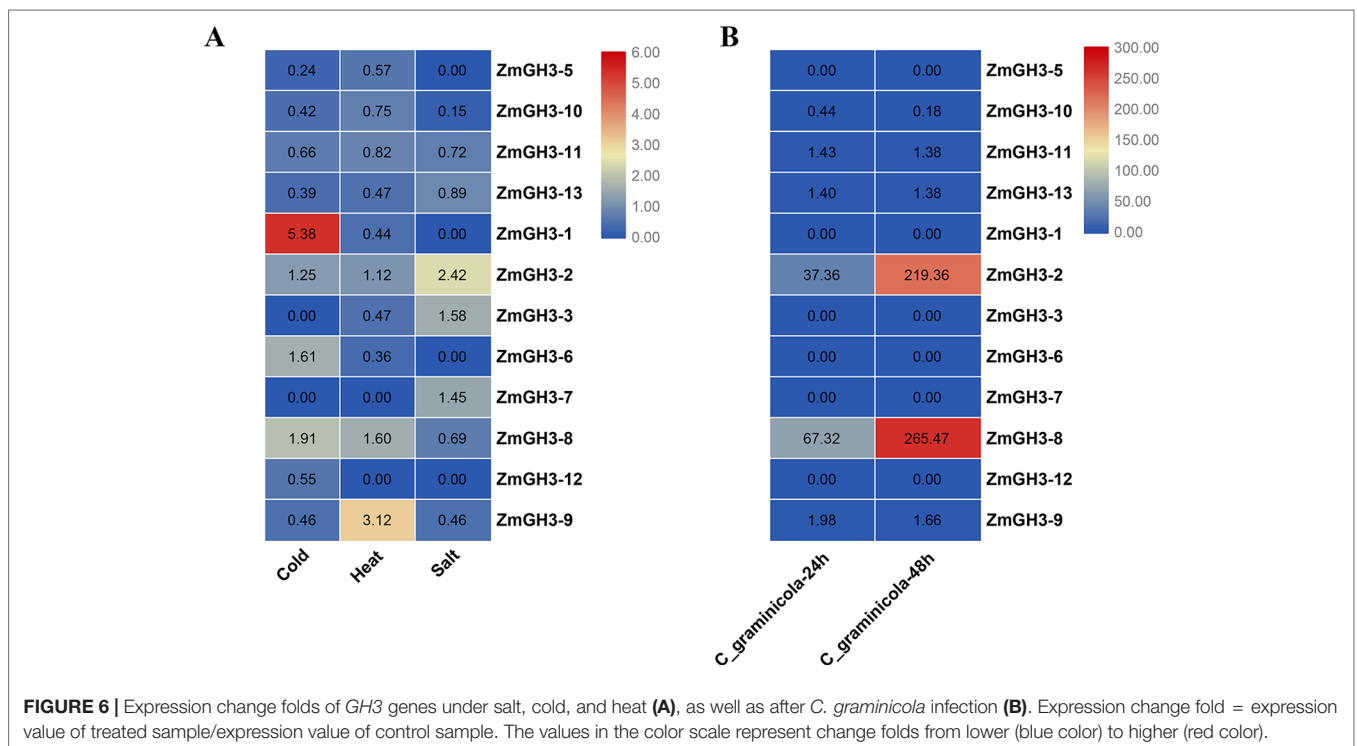 A
6.00
5.00
4.00
3.00
2.00
1.00
0.00
0.24 0.57 0.00 ZmGH3-5
0.42 0.75 0.15 ZmGH3-10
0.66 0.82 0.72 ZmGH3-11
0.39 0.47 0.89 ZmGH3-13
5.38 0.44 0.00 ZmGH3-1
1.25 1.12 2.42 ZmGH3-2
0.00 0.47 1.58 ZmGH3-3
1.61 0.36 0.00 ZmGH3-6
0.00 0.00 1.45 ZmGH3-7
1.91 1.60 0.69 ZmGH3-8
0.55 0.00 0.00 ZmGH3-12
0.46 3.12 0.46 ZmGH3-9
Cold Heat Salt
B
300.00
250.00
200.00
150.00
100.00
50.00
0.00
0.00 0.00 ZmGH3-5
0.44 0.18 ZmGH3-10
1.43 1.38 ZmGH3-11
1.40 1.38 ZmGH3-13
0.00 0.00 ZmGH3-1
37.36 219.36 ZmGH3-2
0.00 0.00 ZmGH3-3
0.00 0.00 ZmGH3-6
0.00 0.00 ZmGH3-7
67.32 265.47 ZmGH3-8
0.00 0.00 ZmGH3-12
1.98 1.66 ZmGH3-9
C_graminicola-24h C_graminicola-48h
FIGURE 6 | Expression change folds of GH3 genes under salt, cold, and heat (A), as well as after C. graminicola infection (B). Expression change fold = expression
value of treated sample/expression value of control sample. The values in the color scale represent change folds from lower (blue color) to higher (red color).